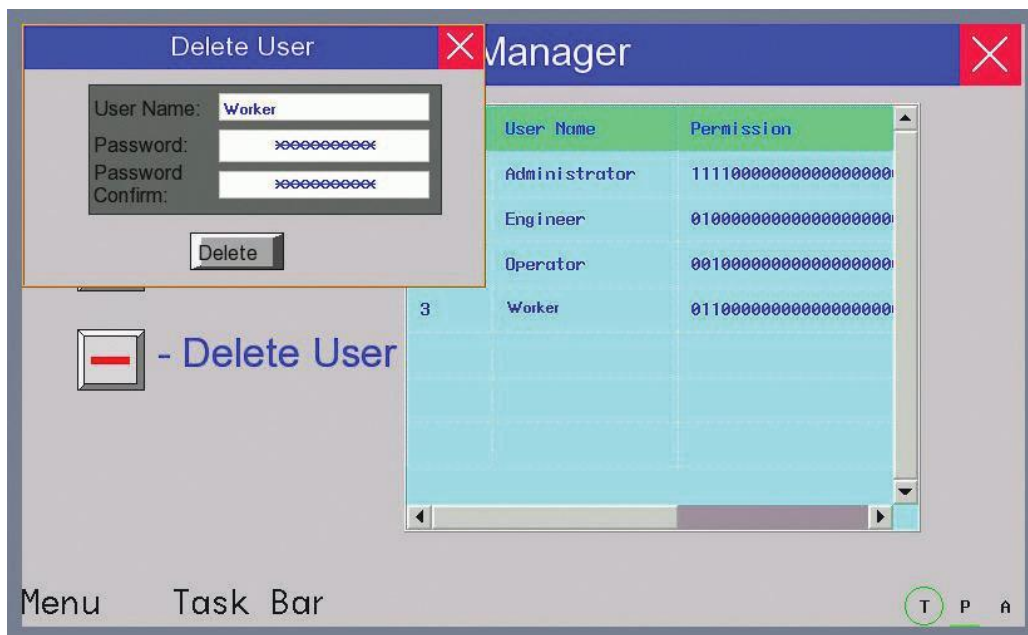 Delete User
Manager
User Name: Worker
Password:
Password
Confirm:
Delete
- Delete User
User Name Permission
Administrator
Engineer
Operator
3 Worker
Menu Task Bar
T P A